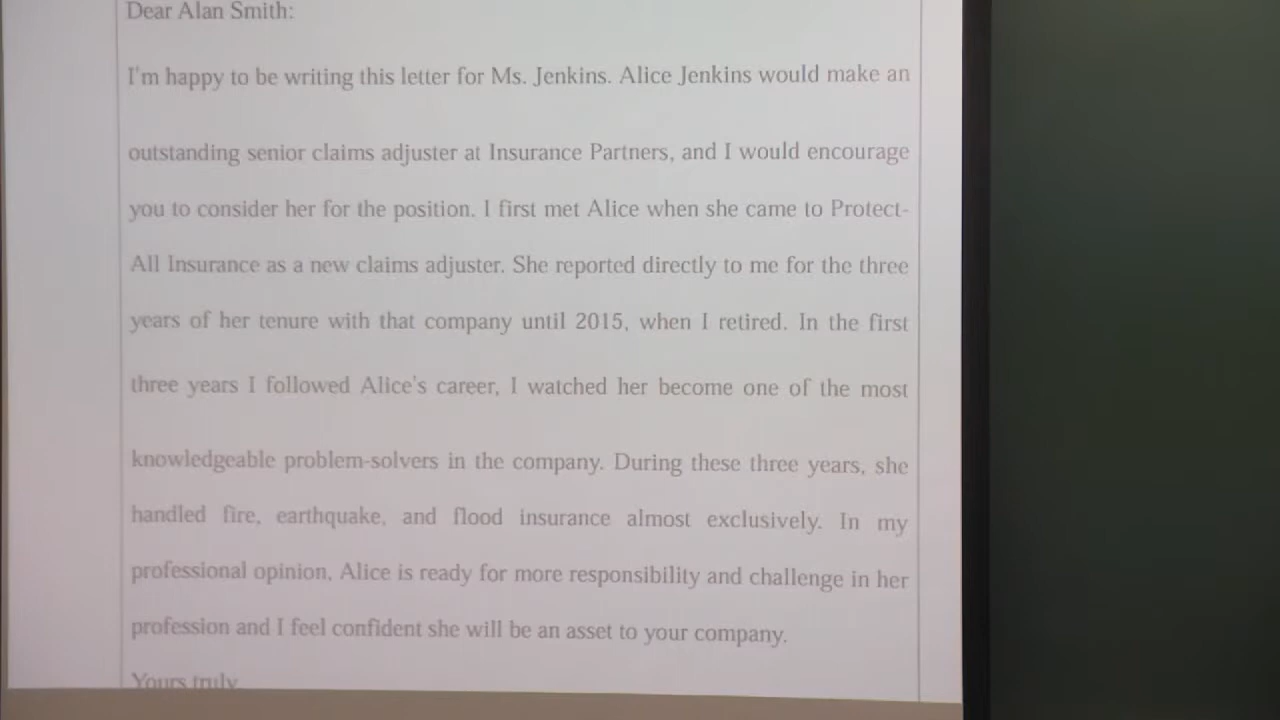 Dear Alan Smith:
I'm happy to be writing this letter for Ms. Jenkins. Alice Jenkins would make an
outstanding senior claims adjuster at Insurance Partners, and I would encourage
you to consider her for the position. I first met Alice when she came to Protect-
All Insurance as a new claims adjuster. She reported directly to me for the three
years of her tenure with that company until 2015, when I retired. In the first
three years I followed Alice's career, I watched her become one of the most
knowledgeable problem-solvers in the company. During these three years, she
handled fire, earthquake, and flood insurance almost exclusively. In my
professional opinion, Alice is ready for more responsibility and challenge in her
profession and I feel confident she will be an asset to your company.
Yours truly